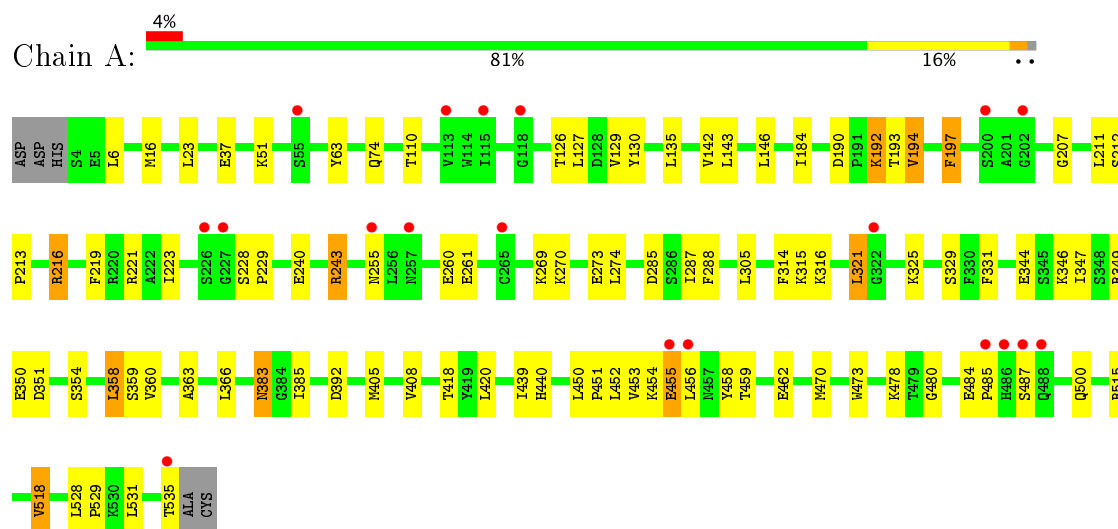 4%
Chain A:
81% 16% • •
ASP ASP HIS S4 E5 L6 M16 L23 E37 K51 S55 Y63 Q74 T110 V113 W114 I115 G118 T126 L127 D128 V129 Y130 L135 V142 L143 L146 I184 D190 P191 K192 T193 V194 F197 S200 A201 G202 G207 L211 S212
P213 R216 F219 R220 R221 A222 I223 S226 G227 S228 P229 E240 R243 N255 L256 N257 E260 E261 C265 K269 K270 E273 L274 D285 S286 I287 F288 L305 F314 K315 K316 L321 G322 K325 S329 F330 F331 E344 S345 K346 I347 S348 R349
E350 D351 S354 L358 S359 V360 A363 L366 N383 G384 I385 D392 M405 V408 T418 Y419 L420 I439 H440 L450 P451 L452 V453 K454 E455 L456 N457 Y458 T459 E462 M470 W473 K478 T479 G480 E484 P485 H486 S487 Q488 Q500 R515
V518 L528 P529 K530 L531 T535 ALA CYS